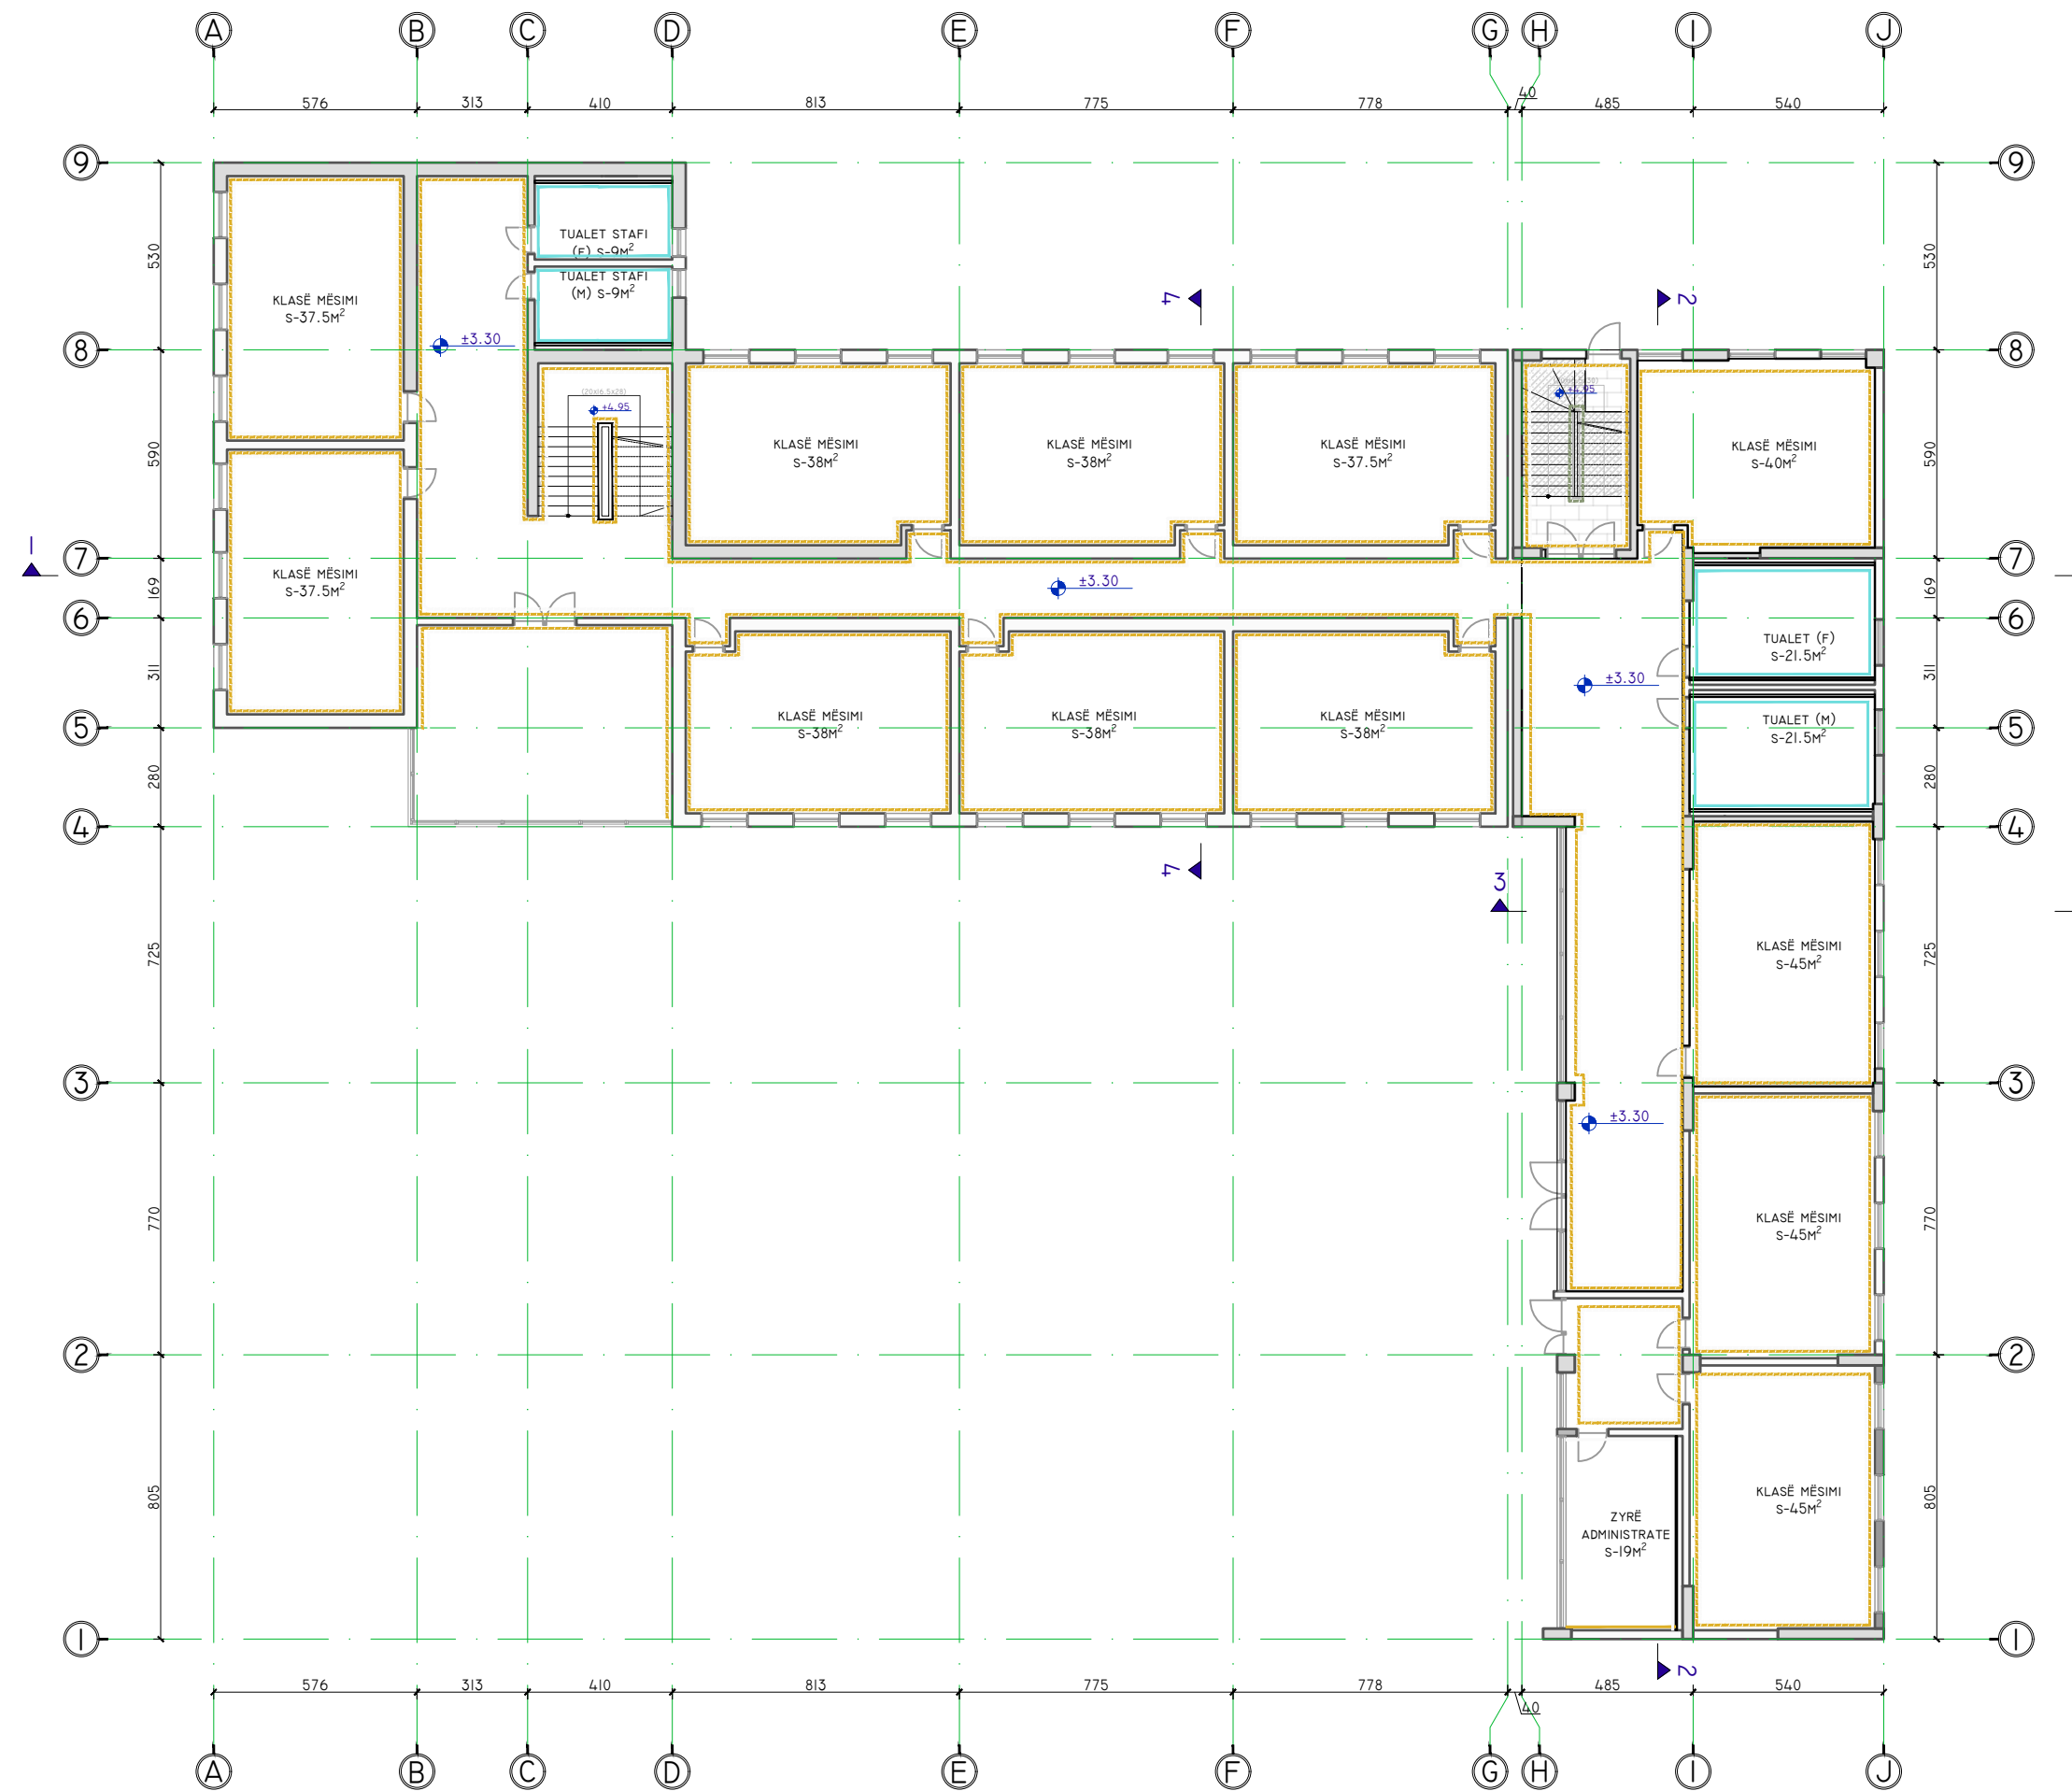 A B C D E F G H I J
576 313 410 813 775 778 40 485 540
9 9
530 530
TUALET STAFI
(F) S-9M²
TUALET STAFI
(M) S-9M²
KLASË MËSIMI
S-37.5M²
4 2
±3.30
8 8
+4.95
+4.95
590 590
KLASË MËSIMI
S-38M²
KLASË MËSIMI
S-38M²
KLASË MËSIMI
S-37.5M²
KLASË MËSIMI
S-40M²
1
7 7
KLASË MËSIMI
S-37.5M²
±3.30
169 169
6 6
TUALET (F)
S-21.5M²
311 311
±3.30
KLASË MËSIMI
S-38M²
KLASË MËSIMI
S-38M²
KLASË MËSIMI
S-38M²
TUALET (M)
S-21.5M²
5 5
280 280
4 4
4
3
725 725
KLASË MËSIMI
S-45M²
3 3
±3.30
770 770
KLASË MËSIMI
S-45M²
2 2
805 805
KLASË MËSIMI
S-45M²
ZYRË
ADMINISTRATE
S-19M²
1 1
2
576 313 410 813 775 778 40 485 540
A B C D E F G H I J